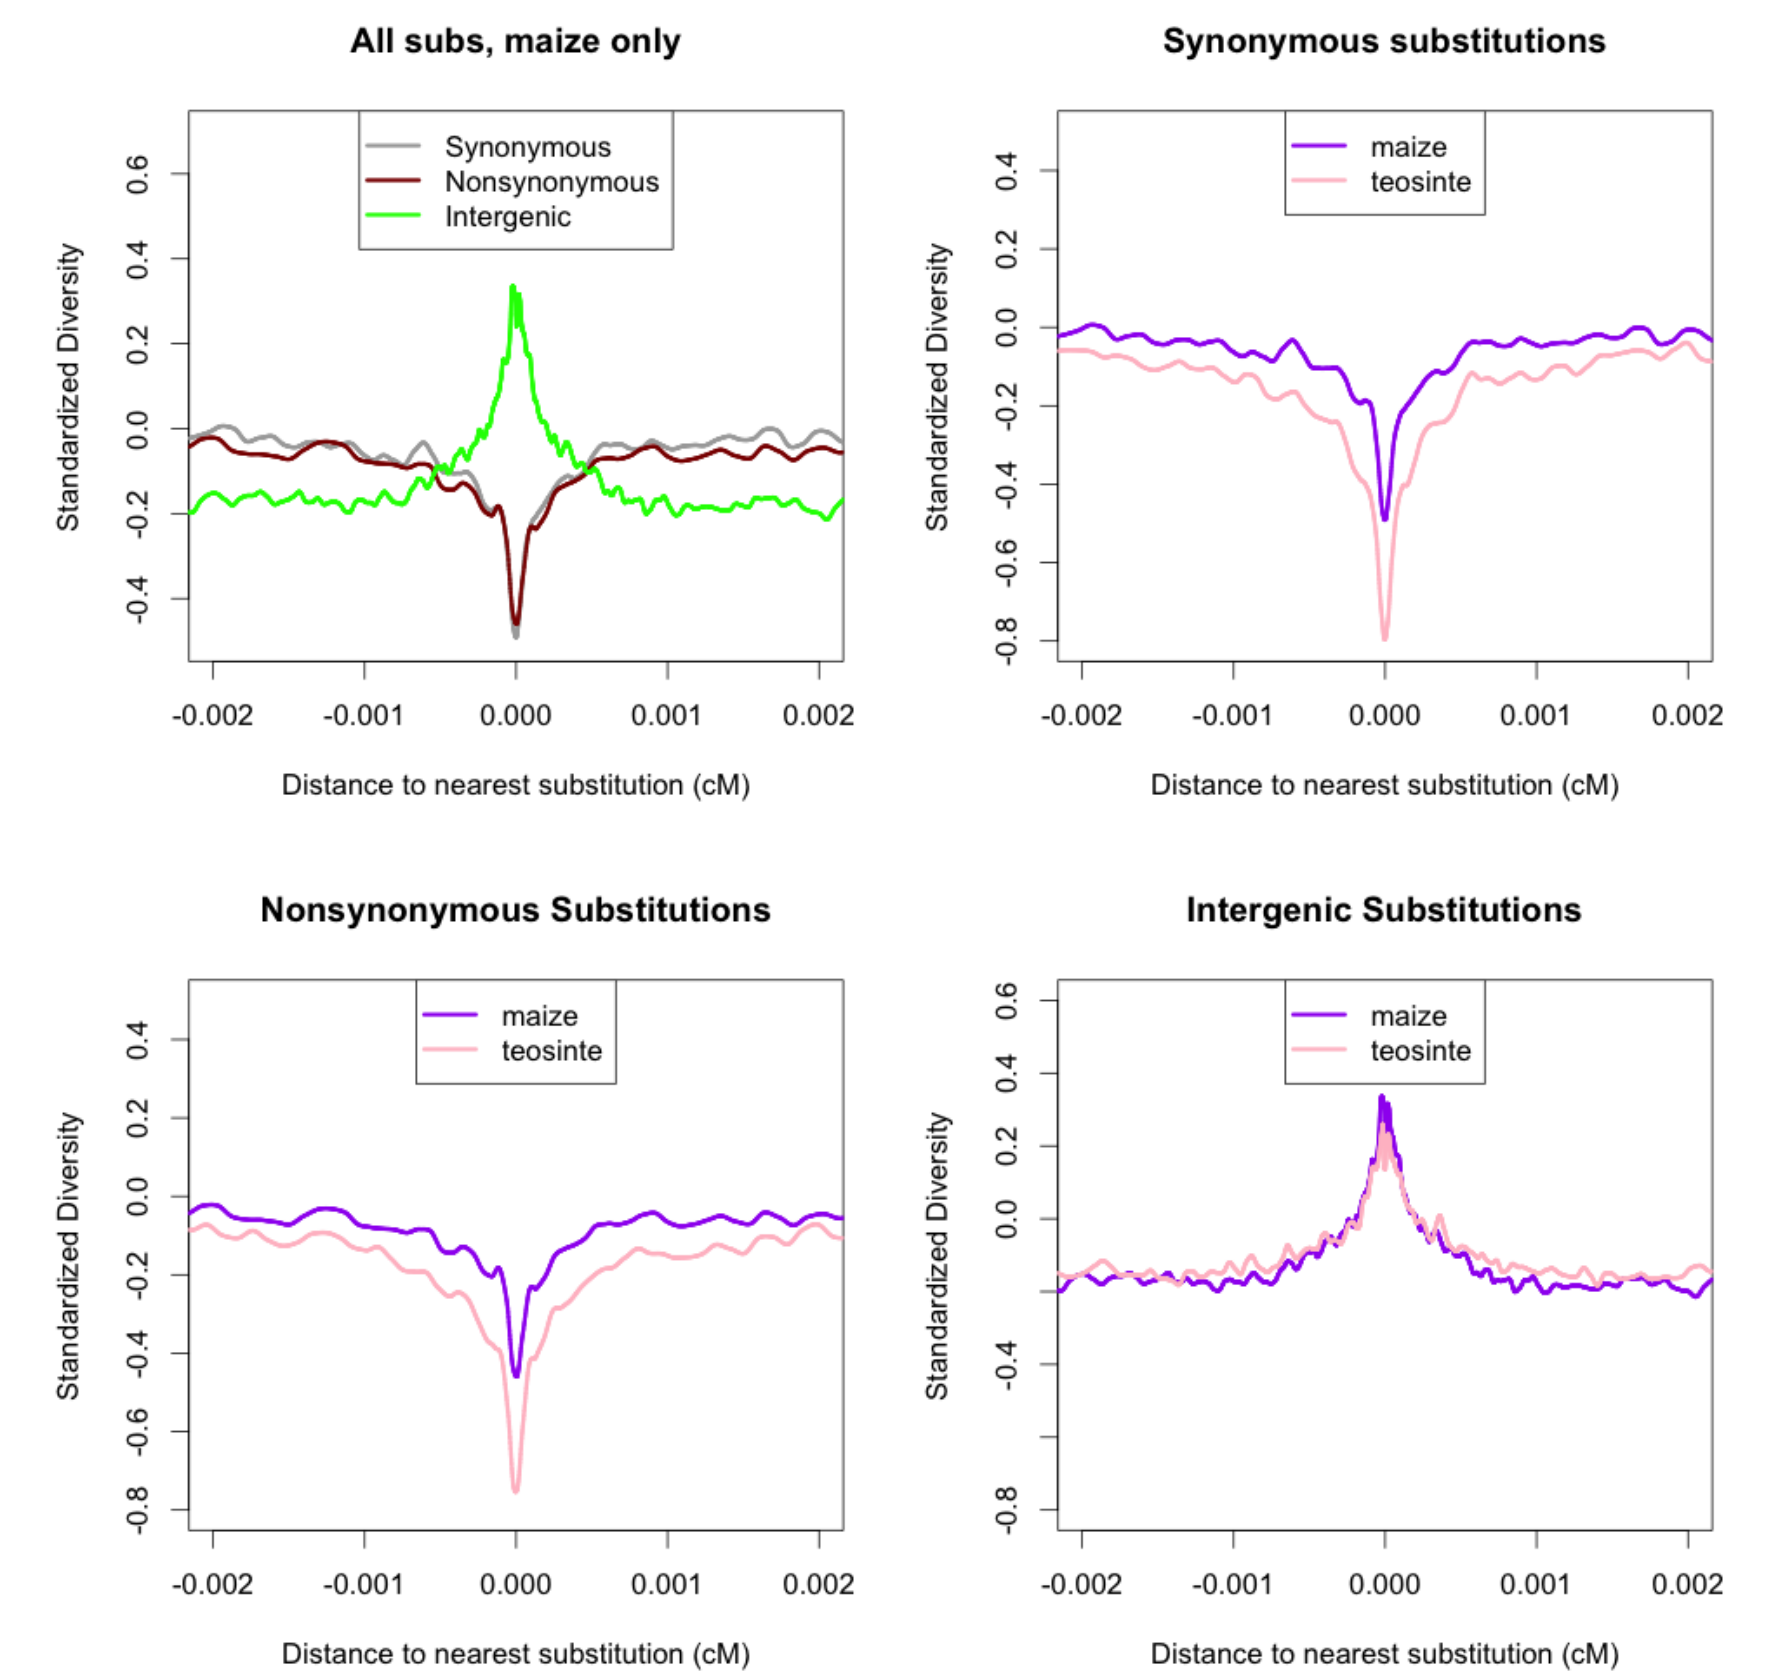 All subs, maize only
Synonymous
Nonsynonymous
Intergenic
Standardized Diversity
0.6
0.4
0.2
0.0
-0.2
-0.4
-0.002 -0.001 0.000 0.001 0.002
Distance to nearest substitution (cM)
Synonymous substitutions
maize
teosinte
Standardized Diversity
0.4
0.2
0.0
-0.2
-0.4
-0.6
-0.8
-0.002 -0.001 0.000 0.001 0.002
Distance to nearest substitution (cM)
Nonsynonymous Substitutions
maize
teosinte
Standardized Diversity
0.4
0.2
0.0
-0.2
-0.4
-0.6
-0.8
-0.002 -0.001 0.000 0.001 0.002
Distance to nearest substitution (cM)
Intergenic Substitutions
maize
teosinte
Standardized Diversity
0.6
0.4
0.2
0.0
-0.4
-0.8
-0.002 -0.001 0.000 0.001 0.002
Distance to nearest substitution (cM)